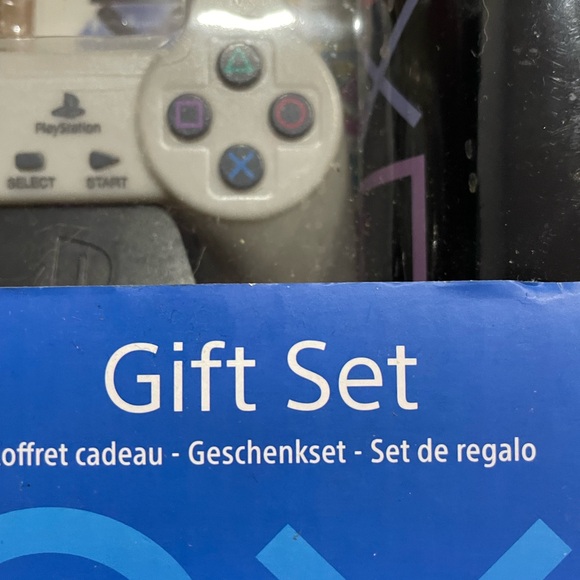 PlayStation
SELECT START
Gift Set
offret cadeau - Geschenkset - Set de regalo